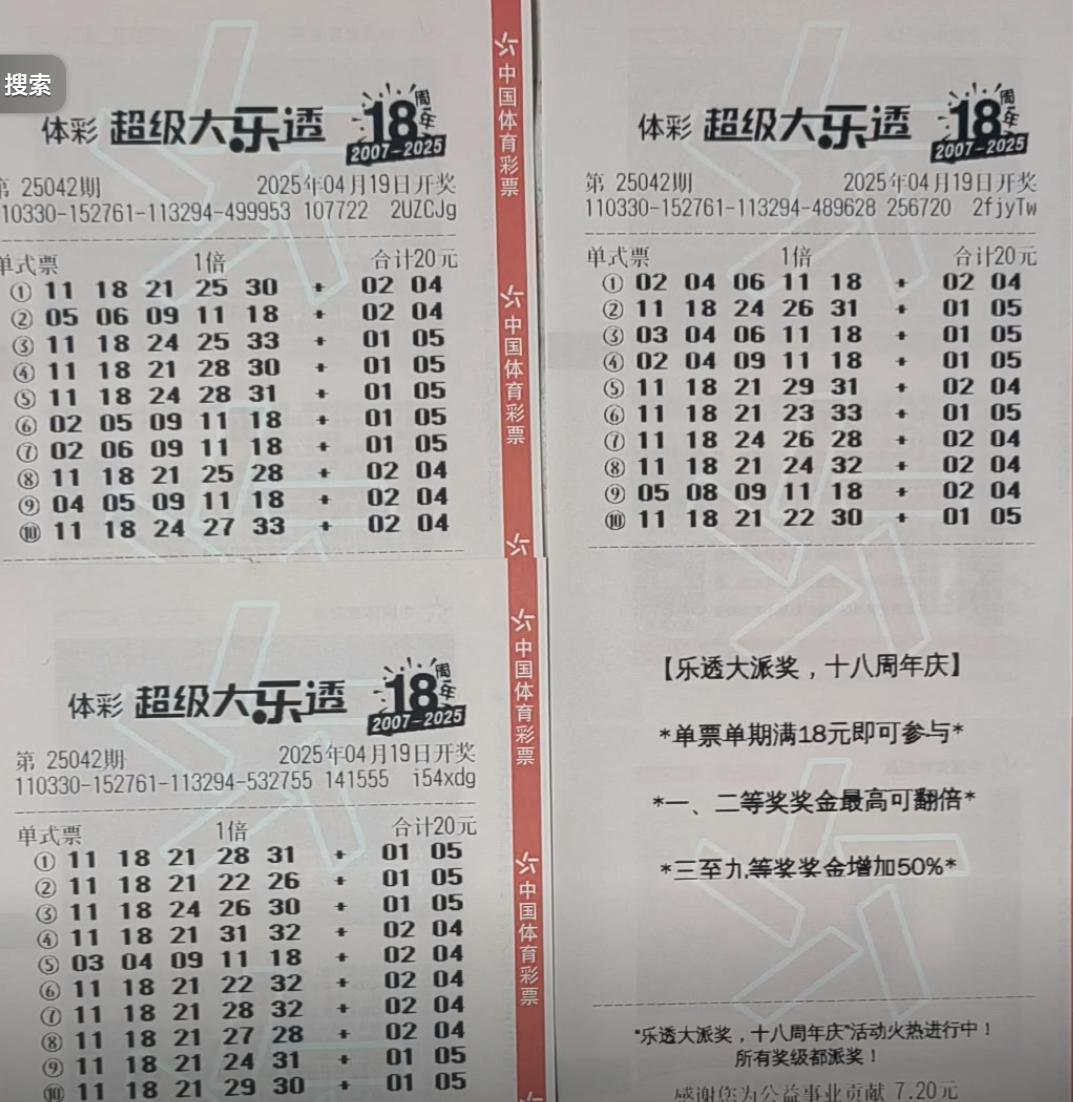 搜索
体彩 超级大乐透 18周年
2007-2025
第 25042期 2025年04月19日开奖
110330-152761-113294-499953 107722 2UZCJg
单式票 1倍 合计20元
① 11 18 21 25 30 + 02 04
② 05 06 09 11 18 + 02 04
③ 11 18 24 25 33 + 01 05
④ 11 18 21 28 30 + 01 05
⑤ 11 18 24 28 31 + 01 05
⑥ 02 05 09 11 18 + 01 05
⑦ 02 06 09 11 18 + 01 05
⑧ 11 18 21 25 28 + 02 04
⑨ 04 05 09 11 18 + 02 04
⑩ 11 18 24 27 33 + 02 04
中国体育彩票
中国体育彩票
体彩 超级大乐透 18周年
2007-2025
第 25042期 2025年04月19日开奖
110330-152761-113294-489628 256720 2fjyTw
单式票 1倍 合计20元
① 02 04 06 11 18 + 02 04
② 11 18 24 26 31 + 01 05
③ 03 04 06 11 18 + 01 05
④ 02 04 09 11 18 + 01 05
⑤ 11 18 21 29 31 + 02 04
⑥ 11 18 21 23 33 + 01 05
⑦ 11 18 24 26 28 + 02 04
⑧ 11 18 21 24 32 + 02 04
⑨ 05 08 09 11 18 + 02 04
⑩ 11 18 21 22 30 + 01 05
【乐透大派奖，十八周年庆】
*单票单期满18元即可参与*
*一、二等奖奖金最高可翻倍*
*三至九等奖奖金增加50%*
“乐透大派奖，十八周年庆”活动火热进行中！
所有奖级都派奖！
感谢您为公益事业贡献 7.20元
体彩 超级大乐透 18周年
2007-2025
第 25042期 2025年04月19日开奖
110330-152761-113294-532755 141555 i54xdg
单式票 1倍 合计20元
① 11 18 21 28 31 + 01 05
② 11 18 21 22 26 + 01 05
③ 11 18 24 26 30 + 01 05
④ 11 18 21 31 32 + 02 04
⑤ 03 04 09 11 18 + 02 04
⑥ 11 18 21 22 32 + 02 04
⑦ 11 18 21 28 32 + 02 04
⑧ 11 18 21 27 28 + 02 04
⑨ 11 18 21 24 31 + 01 05
⑩ 11 18 21 29 30 + 01 05
中国体育彩票
中国体育彩票